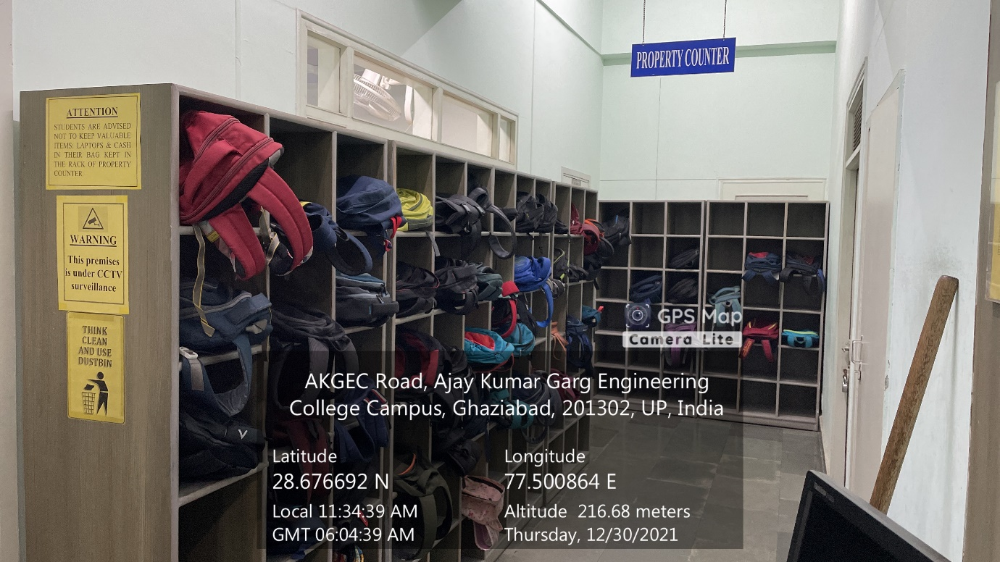 PROPERTY COUNTER
ATTENTION
STUDENTS ARE ADVISED
NOT TO KEEP VALUABLE
ITEMS: LAPTOPS & CASH
IN THEIR BAG KEPT IN
THE RACK OF PROPERTY
COUNTER
WARNING
This premises
is under CCTV
surveillance
THINK
CLEAN
AND USE
DUSTBIN
GPS Map
Camera Lite
AKGEC Road, Ajay Kumar Garg Engineering
College Campus, Ghaziabad, 201302, UP, India
Latitude
28.676692 N
Longitude
77.500864 E
Local 11:34:39 AM
GMT 06:04:39 AM
Altitude 216.68 meters
Thursday, 12/30/2021